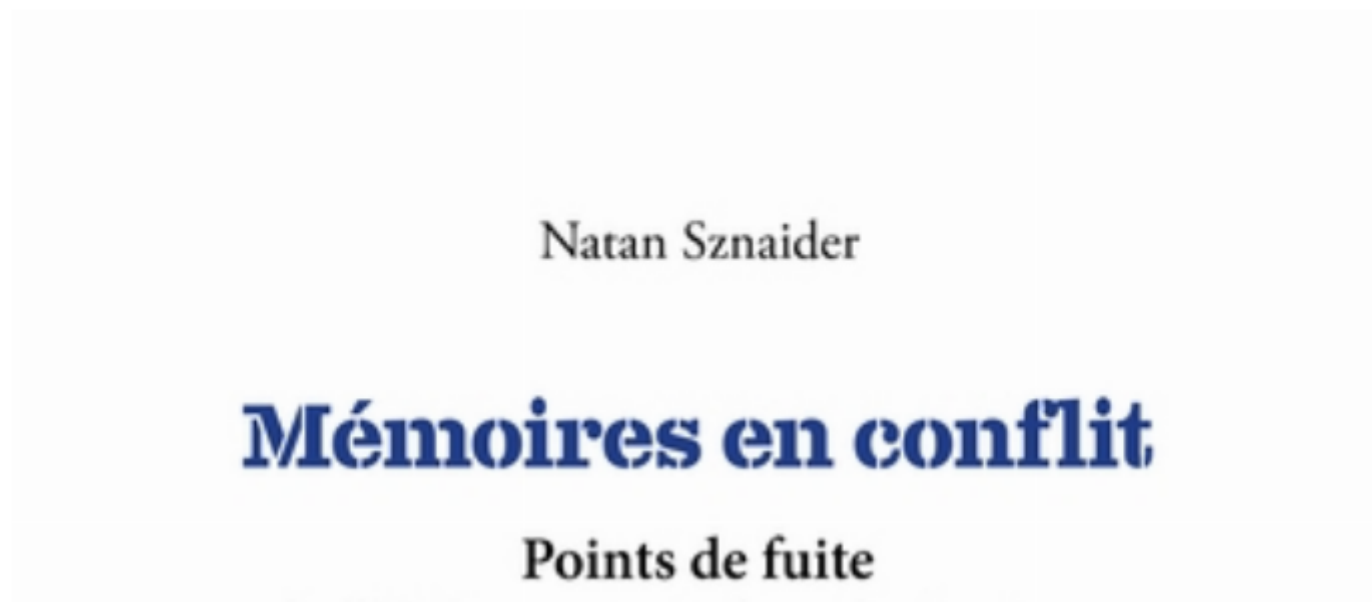 Natan Sznaider
Mémoires en conflit
Points de fuite